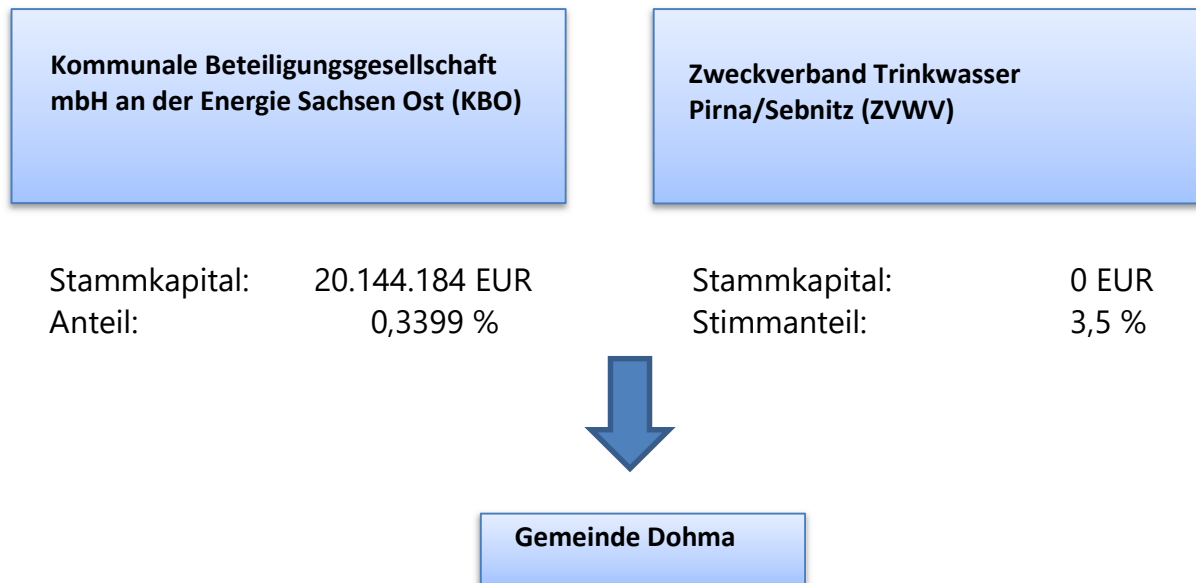 Kommunale Beteiligungsgesellschaft
mbH an der Energie Sachsen Ost (KBO)
Zweckverband Trinkwasser
Pirna/Sebnitz (ZVWV)
Stammkapital: 20.144.184 EUR
Anteil: 0,3399 %
Stammkapital: 0 EUR
Stimmanteil: 3,5 %
Gemeinde Dohma